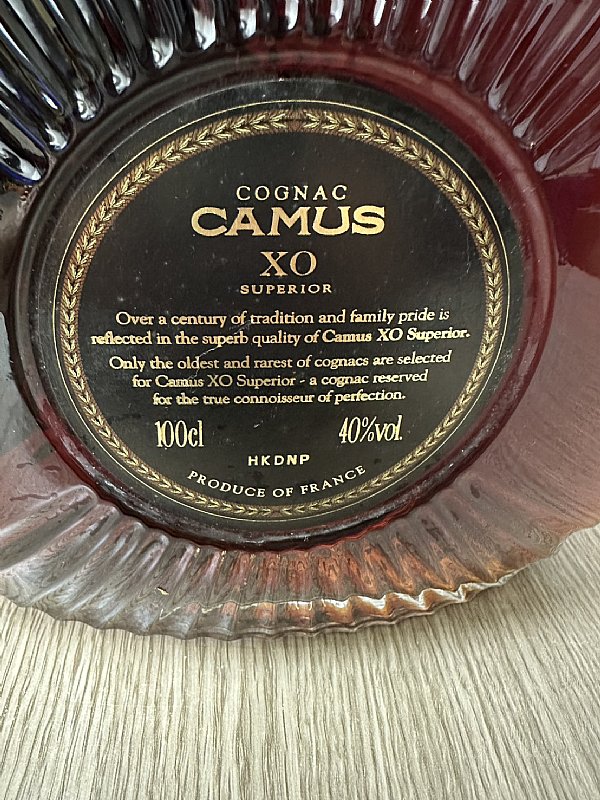 COGNAC
CAMUS
XO
SUPERIOR
Over a century of tradition and family pride is
reflected in the superb quality of Camus XO Superior.
Only the oldest and rarest of cognacs are selected
for Camus XO Superior - a cognac reserved
for the true connoisseur of perfection.
100cl 40%vol.
HKDNP
PRODUCE OF FRANCE